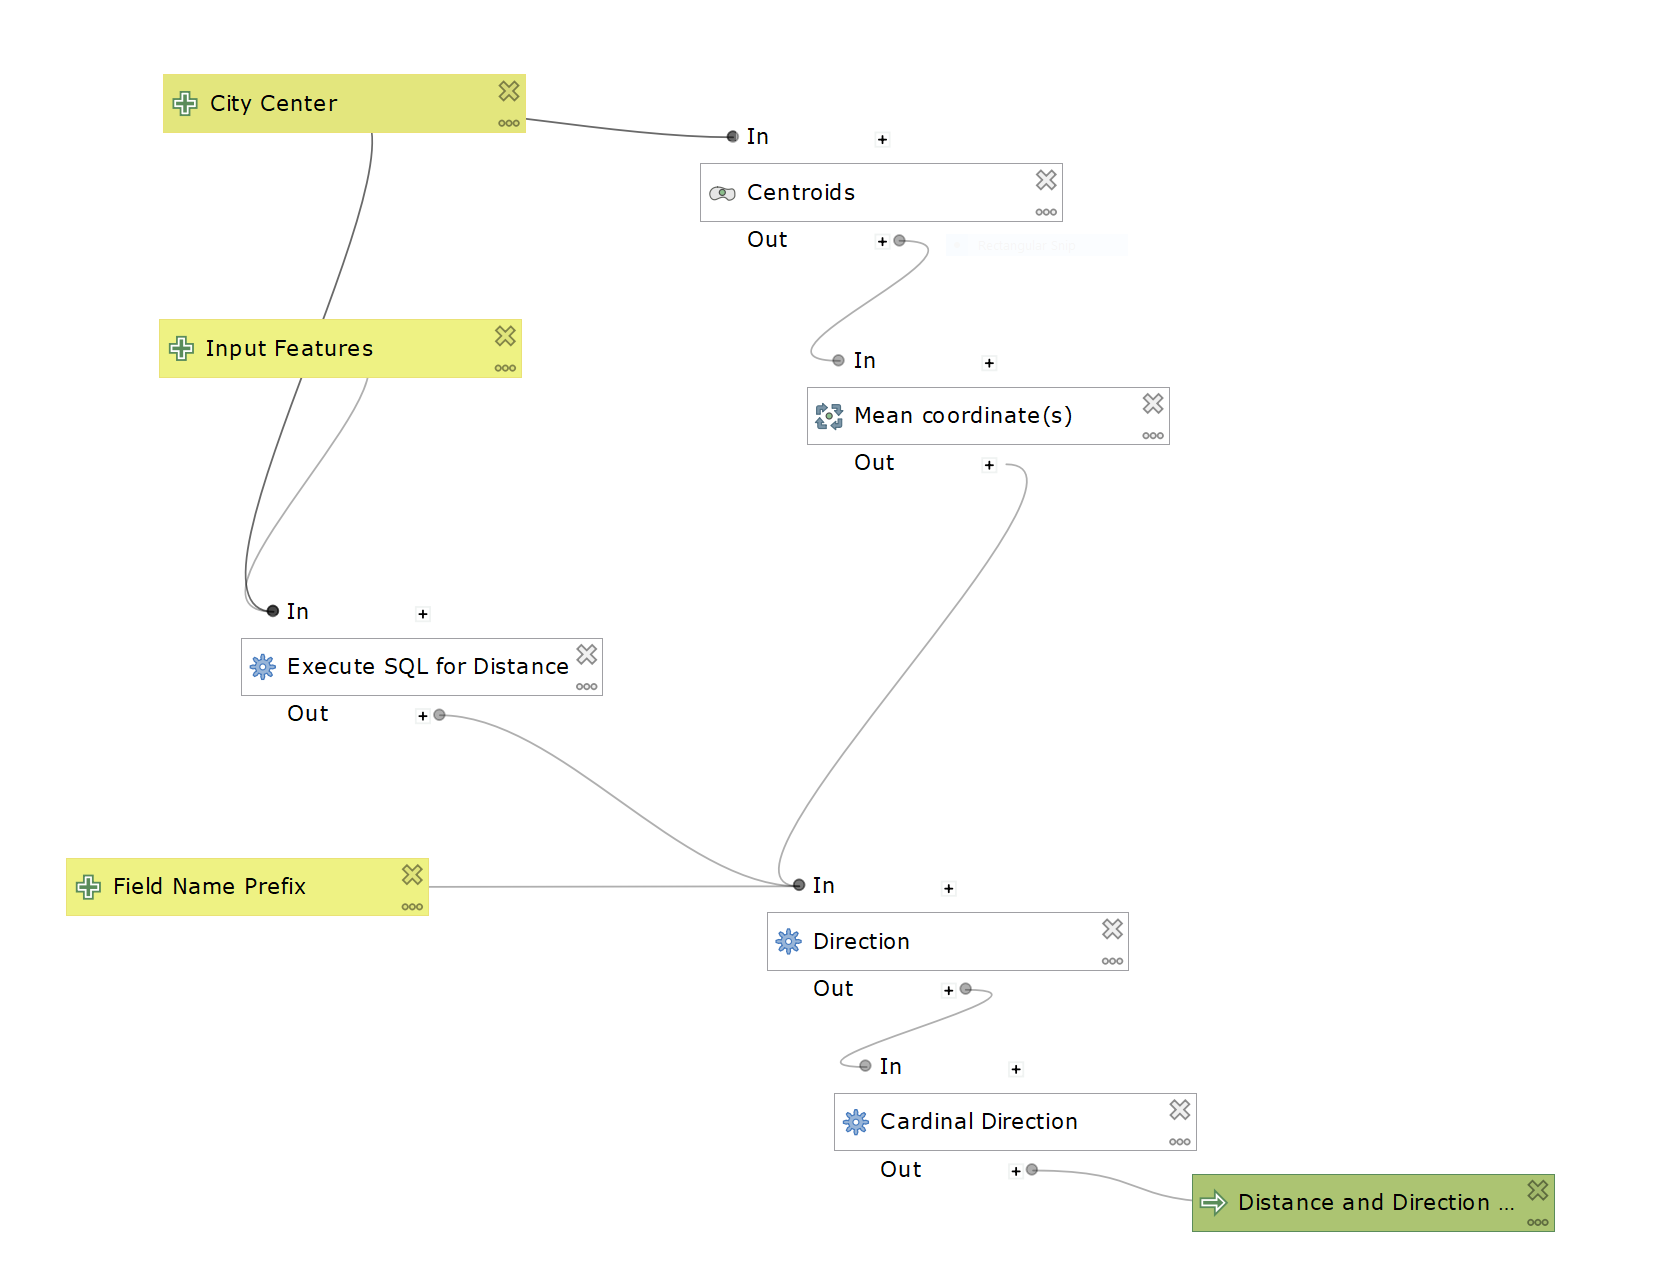 City Center
In
Centroids
Out
Input Features
In
Mean coordinate(s)
Out
In
Execute SQL for Distance
Out
Field Name Prefix
In
Direction
Out
In
Cardinal Direction
Out
Distance and Direction ...